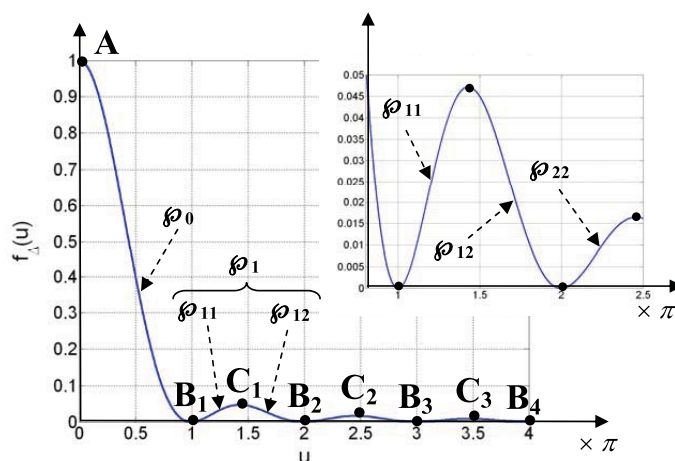 A
1
0.9
0.8
0.7
0.6
0.5
0.4
0.3
0.2
0.1
0
f_Δ(u)
℘0
℘1
℘11
℘12
B1
C1
B2
C2
B3
C3
B4
0 0.5 1 1.5 2 2.5 3 3.5 4
× π
u
0.05
0.045
0.04
0.035
0.03
0.025
0.02
0.015
0.01
0.005
0
℘11
℘12
℘22
1 1.5 2 2.5
× π